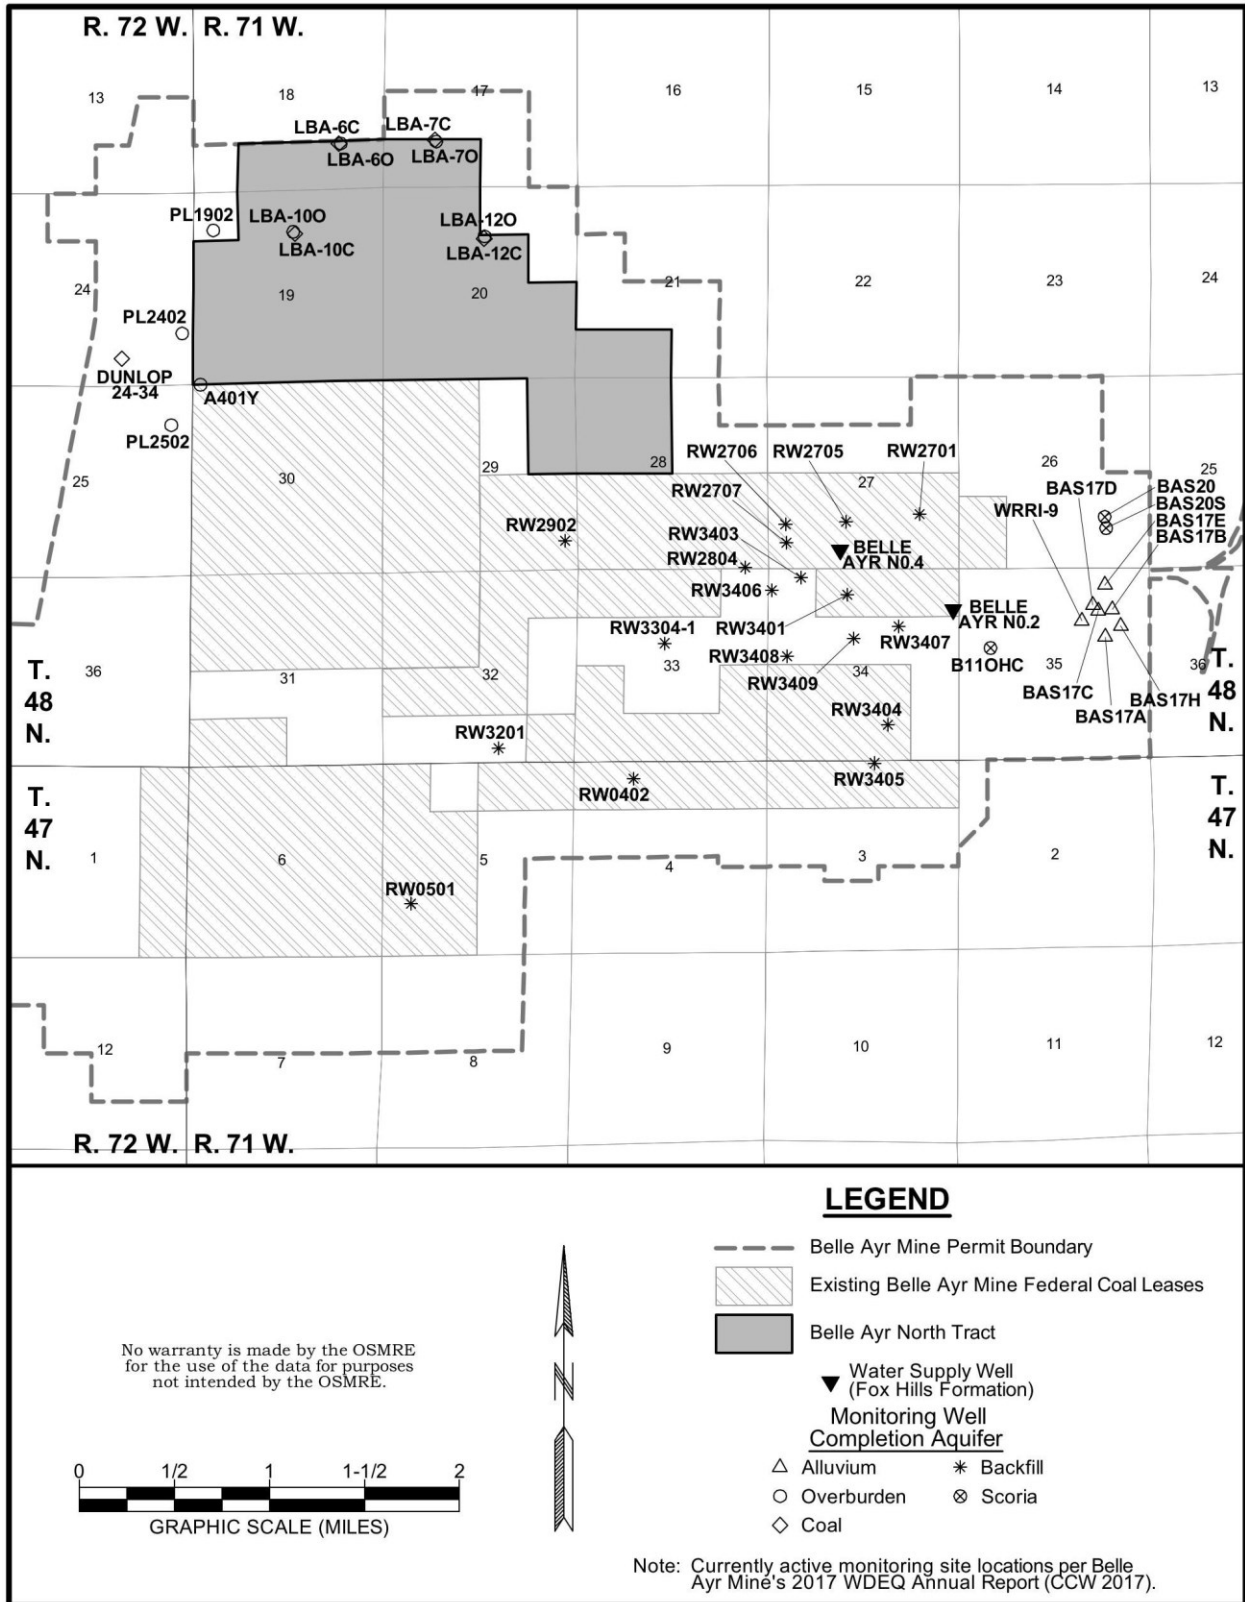 R. 72 W. R. 71 W.
13
18
17
16
15
14
13
LBA-6C
LBA-7C
LBA-6O
LBA-7O
PL1902
LBA-10O
LBA-12O
LBA-10C
LBA-12C
24
19
20
21
22
23
24
PL2402
DUNLOP
24-34
A401Y
PL2502
25
30
29
28
27
26
25
RW2706
RW2705
RW2701
RW2707
BAS17D
BAS20
BAS20S
BAS17E
BAS17B
WRRI-9
RW2902
RW3403
BELLE
AYR N0.4
RW2804
RW3406
BELLE
AYR N0.2
RW3304-1
RW3401
RW3407
RW3408
RW3409
B11OHC
36
31
32
33
34
35
36
T.
48
N.
T.
48
N.
BAS17C
BAS17A
BAS17H
RW3404
RW3201
RW3405
RW0402
T.
47
N.
T.
47
N.
1
6
5
4
3
2
1
RW0501
12
7
8
9
10
11
12
R. 72 W. R. 71 W.
LEGEND
Belle Ayr Mine Permit Boundary
Existing Belle Ayr Mine Federal Coal Leases
Belle Ayr North Tract
Water Supply Well
(Fox Hills Formation)
Monitoring Well
Completion Aquifer
Alluvium
Backfill
Overburden
Scoria
Coal
No warranty is made by the OSMRE
for the use of the data for purposes
not intended by the OSMRE.
N
0 1/2 1 1-1/2 2
GRAPHIC SCALE (MILES)
Note: Currently active monitoring site locations per Belle
Ayr Mine's 2017 WDEQ Annual Report (CCW 2017).